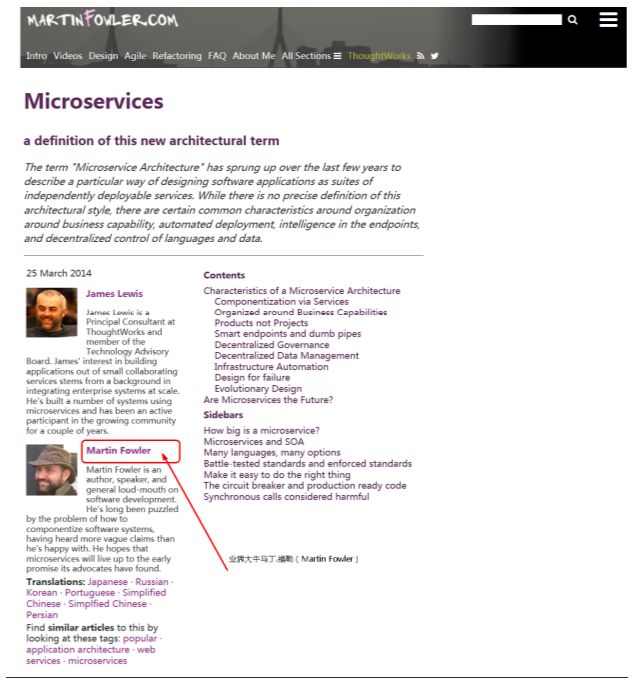 MARTINFOWLER.COM
Intro Videos Design Agile Refactoring FAQ About Me All Sections ThoughtWorks
Microservices
a definition of this new architectural term
The term "Microservice Architecture" has sprung up over the last few years to
describe a particular way of designing software applications as suites of
independently deployable services. While there is no precise definition of this
architectural style, there are certain common characteristics around organization
around business capability, automated deployment, intelligence in the endpoints,
and decentralized control of languages and data.
25 March 2014
James Lewis
James Lewis is a
Principal Consultant at
ThoughtWorks and
member of the
Technology Advisory
Board. James' interest in building
applications out of small collaborating
services stems from a background in
integrating enterprise systems at scale.
He's built a number of systems using
microservices and has been an active
participant in the growing community
for a couple of years.
Martin Fowler
Martin Fowler is an
author, speaker, and
general loud-mouth on
software development.
He's long been puzzled
by the problem of how to
componentize software systems,
having heard more vague claims than
he's happy with. He hopes that
microservices will live up to the early
promise its advocates have found.
Translations: Japanese · Russian ·
Korean · Portuguese · Simplified
Chinese · Simplfied Chinese ·
Persian
Find similar articles to this by
looking at these tags: popular ·
application architecture · web
services · microservices
Contents
Characteristics of a Microservice Architecture
Componentization via Services
Organized around Business Capabilities
Products not Projects
Smart endpoints and dumb pipes
Decentralized Governance
Decentralized Data Management
Infrastructure Automation
Design for failure
Evolutionary Design
Are Microservices the Future?
Sidebars
How big is a microservice?
Microservices and SOA
Many languages, many options
Battle-tested standards and enforced standards
Make it easy to do the right thing
The circuit breaker and production ready code
Synchronous calls considered harmful
业界大牛马丁.福勒（Martin Fowler）